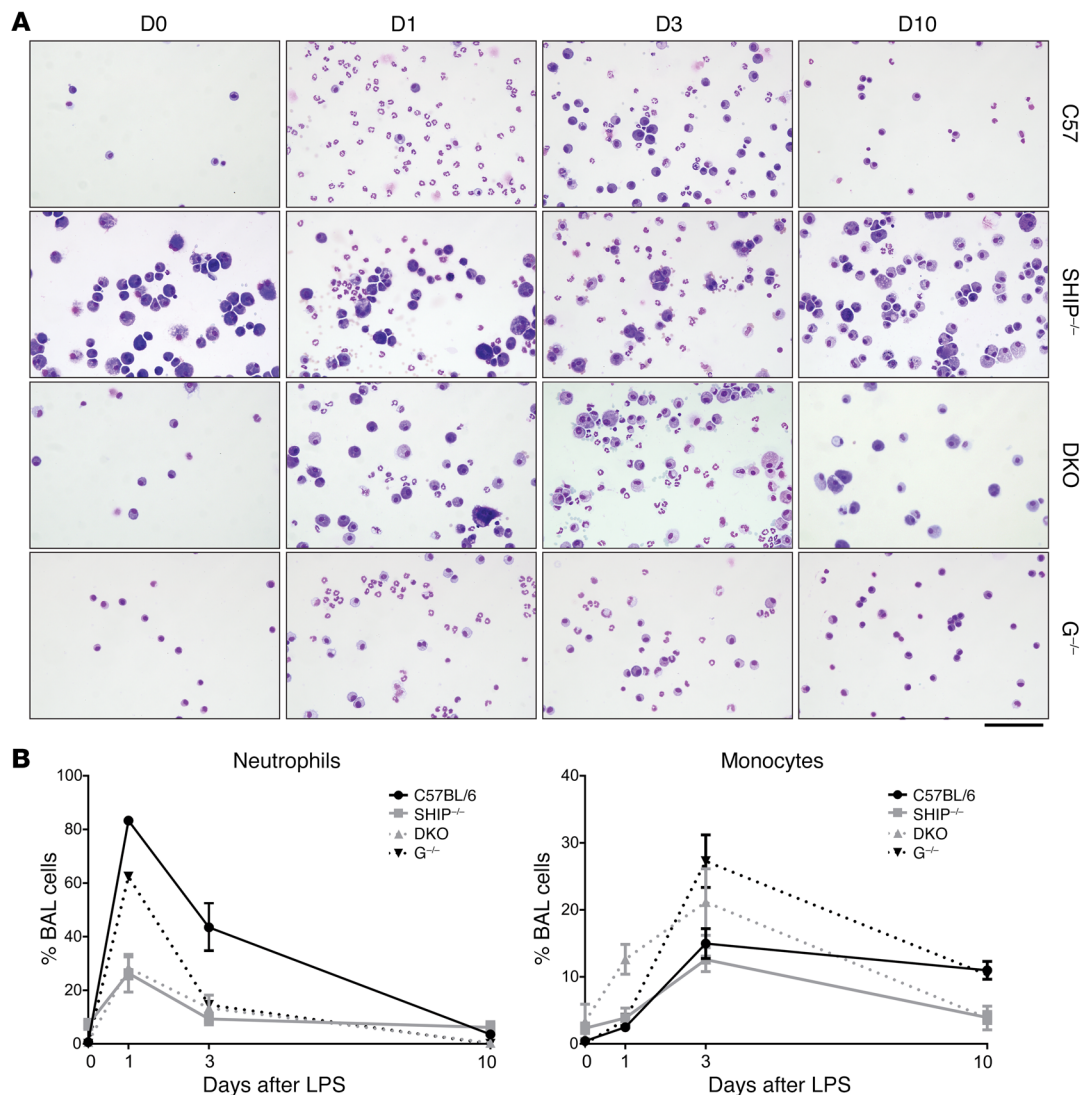 A
D0 D1 D3 D10
C57
SHIP–/–
DKO
G–/–
B
Neutrophils
100
80
60
40
20
0
% BAL cells
0 1 3 10
Days after LPS
C57BL/6
SHIP–/–
DKO
G–/–
Monocytes
40
30
20
10
0
% BAL cells
0 1 3 10
Days after LPS
C57BL/6
SHIP–/–
DKO
G–/–